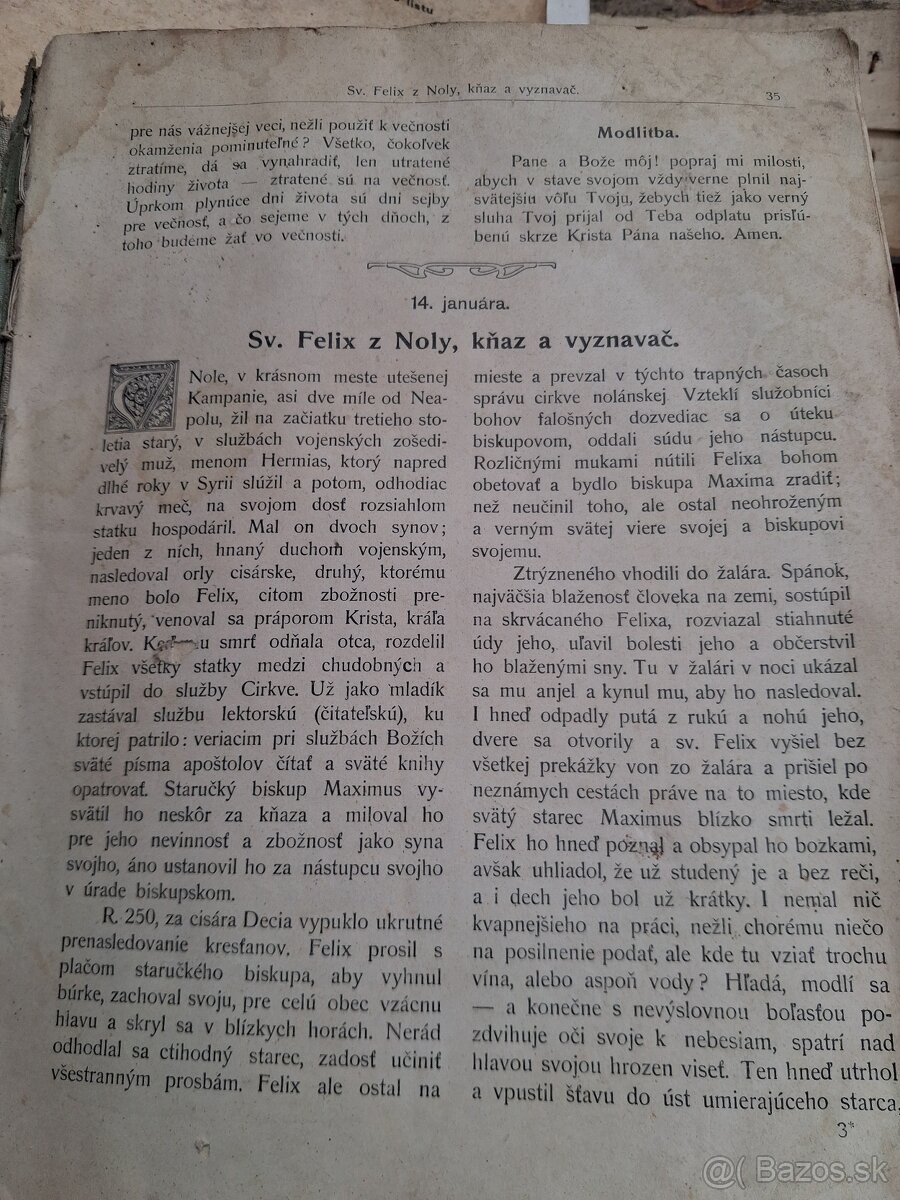 listu
Sv. Felix z Noly, kňaz a vyznavač.
35
pre nás vážnejšej veci, nežli použiť k večnosti
okamženia pominuteľné? Všetko, čokoľvek
ztratíme, dá sa vynahradiť, len utratené
hodiny života — ztratené sú na večnosť.
Úprkom plynúce dni života sú dni sejby
pre večnosť, a čo sejeme v tých dňoch, z
toho budeme žať vo večnosti.
Modlitba.
Pane a Bože môj! popraj mi milosti,
abych v stave svojom vždy verne plnil naj-
svätejšiu vôľu Tvoju, žebych tiež jako verný
sluha Tvoj prijal od Teba odplatu prisľú-
benú skrze Krista Pána našeho. Amen.
14. januára.
Sv. Felix z Noly, kňaz a vyznavač.
V Nole, v krásnom meste utešenej
Kampanie, asi dve míle od Nea-
polu, žil na začiatku tretieho sto-
letia starý, v službách vojenských zošedi-
velý muž, menom Hermias, ktorý napred
dlhé roky v Syrii slúžil a potom, odhodiac
krvavý meč, na svojom dosť rozsiahlom
statku hospodáril. Mal on dvoch synov;
jeden z ních, hnaný duchom vojenským,
nasledoval orly cisárske, druhý, ktorému
meno bolo Felix, citom zbožnosti pre-
niknutý, venoval sa práporom Krista, kráľa
kráľov. smrť odňala otca, rozdelil
Felix všetky statky medzi chudobných a
vstúpil do služby Cirkve. Už jako mladík
zastával službu lektorskú (čitateľskú), ku
ktorej patrilo: veriacim pri službách Božích
sväté písma apoštolov čítať a sväté knihy
opatrovať. Staručký biskup Maximus vy-
svätil ho neskôr za kňaza a miloval ho
pre jeho nevinnosť a zbožnosť jako syna
svojho, áno ustanovil ho za nástupcu svojho
v úrade biskupskom.
R. 250, za cisára Decia vypuklo ukrutné
prenasledovanie kresťanov. Felix prosil s
plačom staručkého biskupa, aby vyhnul
búrke, zachoval svoju, pre celú obec vzácnu
hlavu a skryl sa v blízkych horách. Nerád
odhodlal sa ctihodný starec, zadosť učiniť
všestranným prosbám. Felix ale ostal na
mieste a prevzal v týchto trapných časoch
správu cirkve nolánskej Vzteklí služobníci
bohov falošných dozvediac sa o úteku
biskupovom, oddali súdu jeho nástupcu.
Rozličnými mukami nútili Felixa bohom
obetovať a bydlo biskupa Maxima zradiť;
než neučinil toho, ale ostal neohroženým
a verným svätej viere svojej a biskupovi
svojemu.
Ztrýzneného vhodili do žalára. Spánok,
najväčšia blaženosť človeka na zemi, sostúpil
na skrvácaného Felixa, rozviazal stiahnuté
údy jeho, uľavil bolesti jeho a občerstvil
ho blaženými sny. Tu v žalári v noci ukázal
sa mu anjel a kynul mu, aby ho nasledoval.
I hneď odpadly putá z rukú a nohú jeho,
dvere sa otvorily a sv. Felix vyšiel bez
všetkej prekážky von zo žalára a prišiel po
neznámych cestách práve na to miesto, kde
svätý starec Maximus blízko smrti ležal.
Felix ho hneď poznal a obsypal ho bozkami,
avšak uhliadol, že už studený je a bez reči,
a i dech jeho bol už krátky. I nemal nič
kvapnejšieho na práci, nežli chorému niečo
na posilnenie podať, ale kde tu vziať trochu
vína, alebo aspoň vody? Hľadá, modlí sa
— a konečne s nevýslovnou boľasťou po-
zdvihuje oči svoje k nebesiam, spatrí nad
hlavou svojou hrozen viseť. Ten hneď utrhol
a vpustil šťavu do úst umierajúceho starca,
3*
@( Bazos.sk